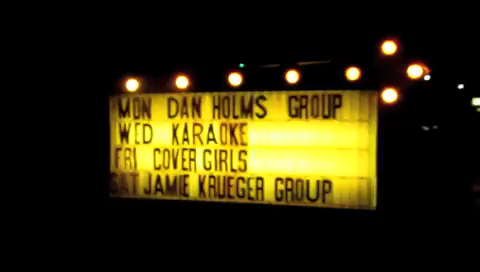 MON DAN HOLMS GROUP
WED KARAOKE
FRI COVER GIRLS
SAT JAMIE KRUEGER GROUP